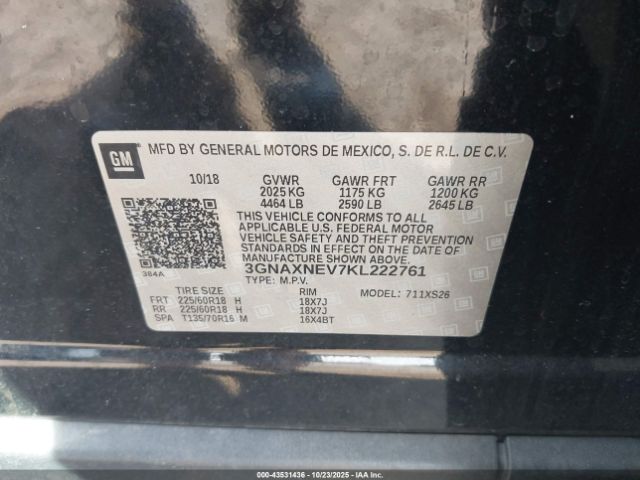 GM
MFD BY GENERAL MOTORS DE MEXICO, S. DE R.L. DE C.V.
10/18 GVWR GAWR FRT GAWR RR
2025 KG 1175 KG 1200 KG
4464 LB 2590 LB 2645 LB
THIS VEHICLE CONFORMS TO ALL
APPLICABLE U.S. FEDERAL MOTOR
VEHICLE SAFETY, BUMPER, AND THEFT
PREVENTION STANDARDS IN EFFECT ON
THE DATE OF MANUFACTURE SHOWN ABOVE.
384A 3GNAXNEV7KL222761
TYPE: M.P.V.
TIRE SIZE RIM MODEL: 711XS26
FRT 225/60R18 H 18X7J
RR 225/60R18 H 18X7J
SPA T135/70R16 M 16X4BT
000-43531436 - 10/23/2025 - IAAI.CA